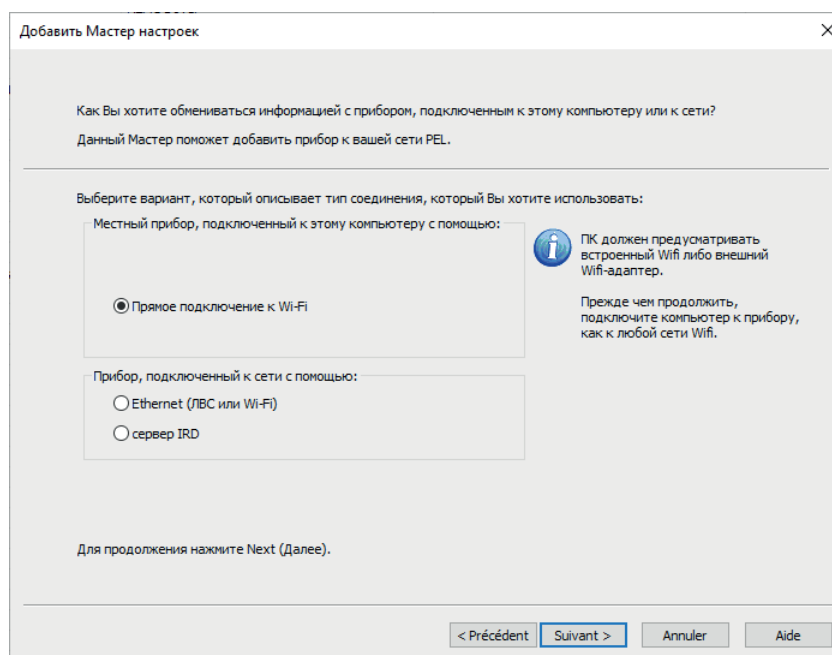 Добавить Мастер настроек
Как Вы хотите обмениваться информацией с прибором, подключенным к этому компьютеру или к сети?
Данный Мастер поможет добавить прибор к вашей сети PEL.
Выберите вариант, который описывает тип соединения, который Вы хотите использовать:
Местный прибор, подключенный к этому компьютеру с помощью:
Прямое подключение к Wi-Fi
ПК должен предусматривать
встроенный Wifi либо внешний
Wifi-адаптер.
Прежде чем продолжить,
подключите компьютер к прибору,
как к любой сети Wifi.
Прибор, подключенный к сети с помощью:
Ethernet (ЛВС или Wi-Fi)
сервер IRD
Для продолжения нажмите Next (Далее).
< Précédent Suivant > Annuler Aide